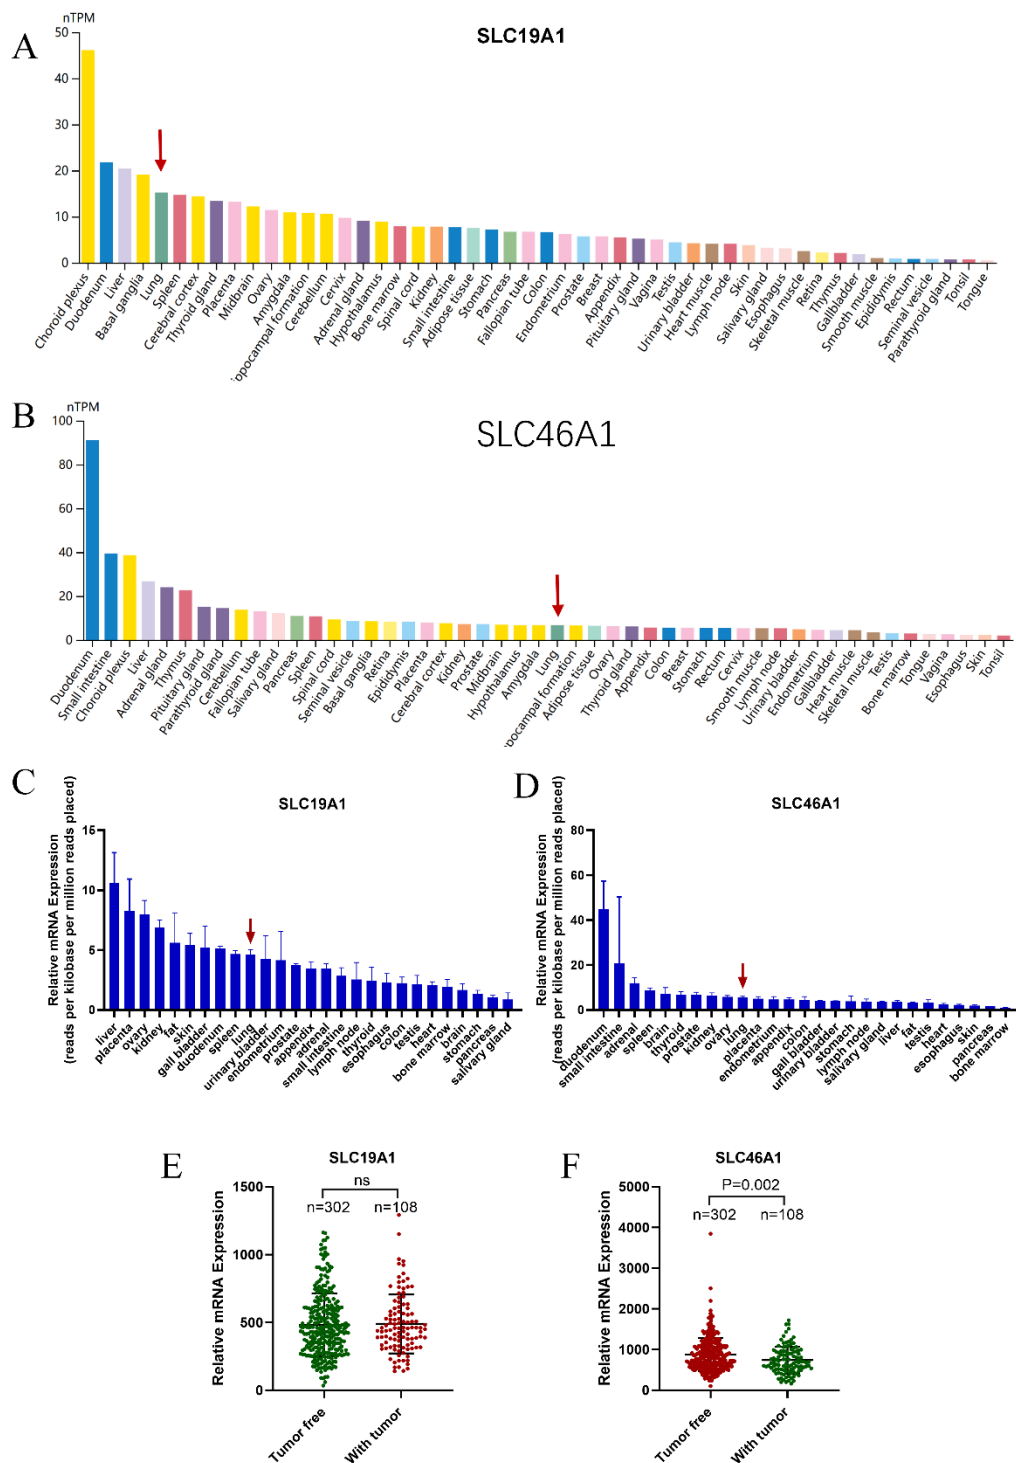 A
nTPM
SLC19A1
50
40
30
20
10
0
Choroid plexus
Duodenum
Liver
Basal ganglia
Lung
Spleen
Cerebral cortex
Thyroid gland
Placenta
Midbrain
Ovary
Amygdala
ippocampal formation
Cerebellum
Cervix
Adrenal gland
Hypothalamus
Bone marrow
Spinal cord
Kidney
Small intestine
Adipose tissue
Stomach
Pancreas
Fallopian tube
Colon
Endometrium
Prostate
Breast
Appendix
Pituitary gland
Vagina
Testis
Urinary bladder
Heart muscle
Lymph node
Skin
Salivary gland
Esophagus
Skeletal muscle
Retina
Thymus
Gallbladder
Smooth muscle
Epididymis
Rectum
Seminal vesicle
Parathyroid gland
Tonsil
Tongue
B
nTPM
SLC46A1
100
80
60
40
20
0
Duodenum
Small intestine
Choroid plexus
Liver
Adrenal gland
Thymus
Pituitary gland
Parathyroid gland
Cerebellum
Fallopian tube
Salivary gland
Pancreas
Spleen
Spinal cord
Seminal vesicle
Basal ganglia
Retina
Epididymis
Placenta
Cerebral cortex
Kidney
Prostate
Midbrain
Hypothalamus
Amygdala
Lung
pocampal formation
Adipose tissue
Ovary
Thyroid gland
Appendix
Colon
Breast
Stomach
Rectum
Cervix
Smooth muscle
Lymph node
Urinary bladder
Endometrium
Gallbladder
Heart muscle
Skeletal muscle
Testis
Bone marrow
Tongue
Vagina
Esophagus
Skin
Tonsil
C
SLC19A1
Relative mRNA Expression
(reads per kilobase per million reads placed)
15
10
5
0
liver
placenta
ovary
kidney
fat
skin
gall bladder
duodenum
spleen
lung
urinary bladder
endometrium
prostate
appendix
adrenal
small intestine
lymph node
thyroid
esophagus
colon
testis
heart
bone marrow
brain
stomach
pancreas
salivary gland
D
SLC46A1
Relative mRNA Expression
(reads per kilobase per million reads placed)
80
60
40
20
0
duodenum
small intestine
adrenal
spleen
brain
thyroid
prostate
kidney
ovary
lung
placenta
endometrium
appendix
colon
gall bladder
urinary bladder
stomach
lymph node
salivary gland
liver
fat
testis
heart
esophagus
skin
pancreas
bone marrow
E
SLC19A1
ns
n=302
n=108
Relative mRNA Expression
1500
1000
500
0
Tumor free
With tumor
F
SLC46A1
P=0.002
n=302
n=108
Relative mRNA Expression
5000
4000
3000
2000
1000
0
Tumor free
With tumor